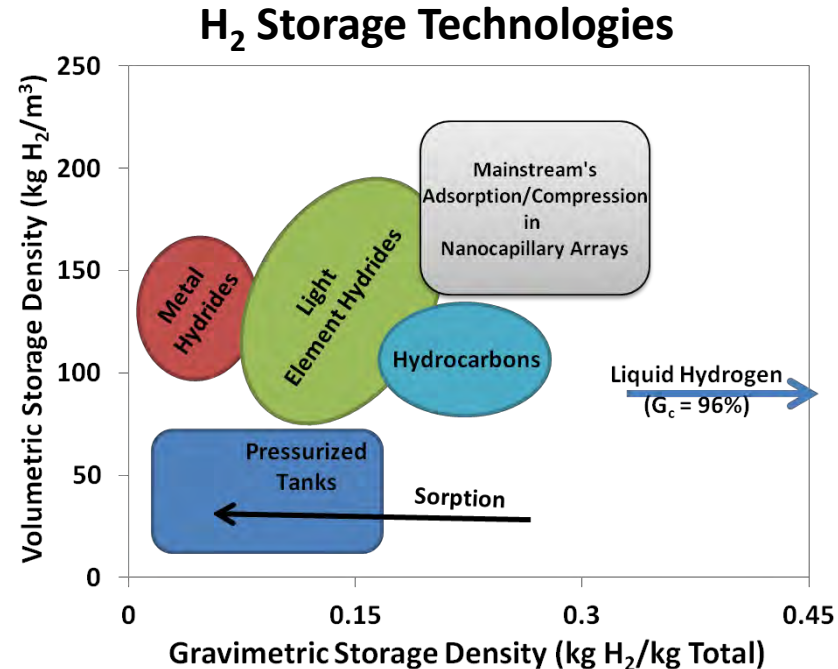 H₂ Storage Technologies
Volumetric Storage Density (kg H₂/m³)
250
200
150
100
50
0
Metal
Hydrides
Light
Element Hydrides
Mainstream's
Adsorption/Compression
in
Nanocapillary Arrays
Hydrocarbons
Liquid Hydrogen
(G꜀ = 96%)
Pressurized
Tanks
Sorption
0
0.15
0.3
0.45
Gravimetric Storage Density (kg H₂/kg Total)